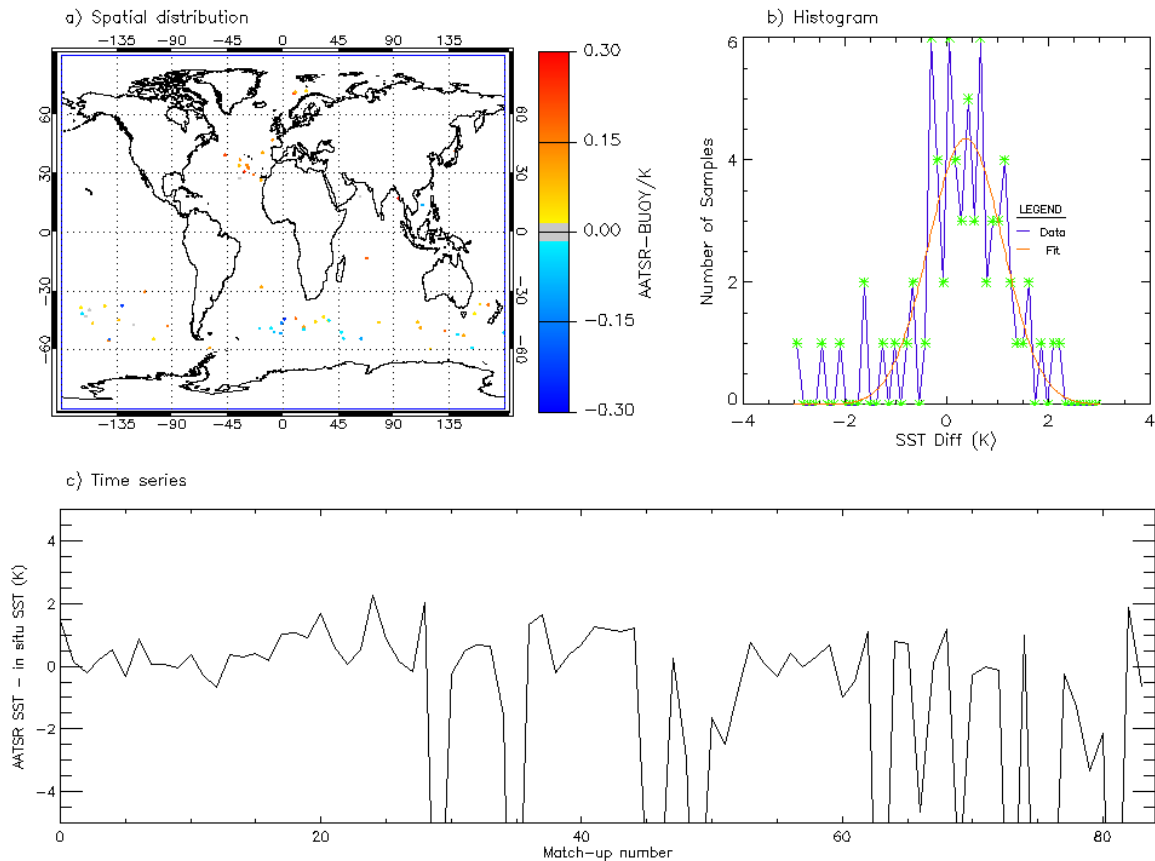 a) Spatial distribution
-135 -90 -45 0 45 90 135
60 60
30 30
0 0
-30 -30
-60 -60
-135 -90 -45 0 45 90 135
0.30
0.15
0.00
-0.15
-0.30
AATSR-BUOY/K
b) Histogram
6
4
2
0
Number of Samples
LEGEND
Data
Fit
-4 -2 0 2 4
SST Diff (K)
c) Time series
4
2
0
-2
-4
AATSR SST - in situ SST (K)
0 20 40 60 80
Match-up number